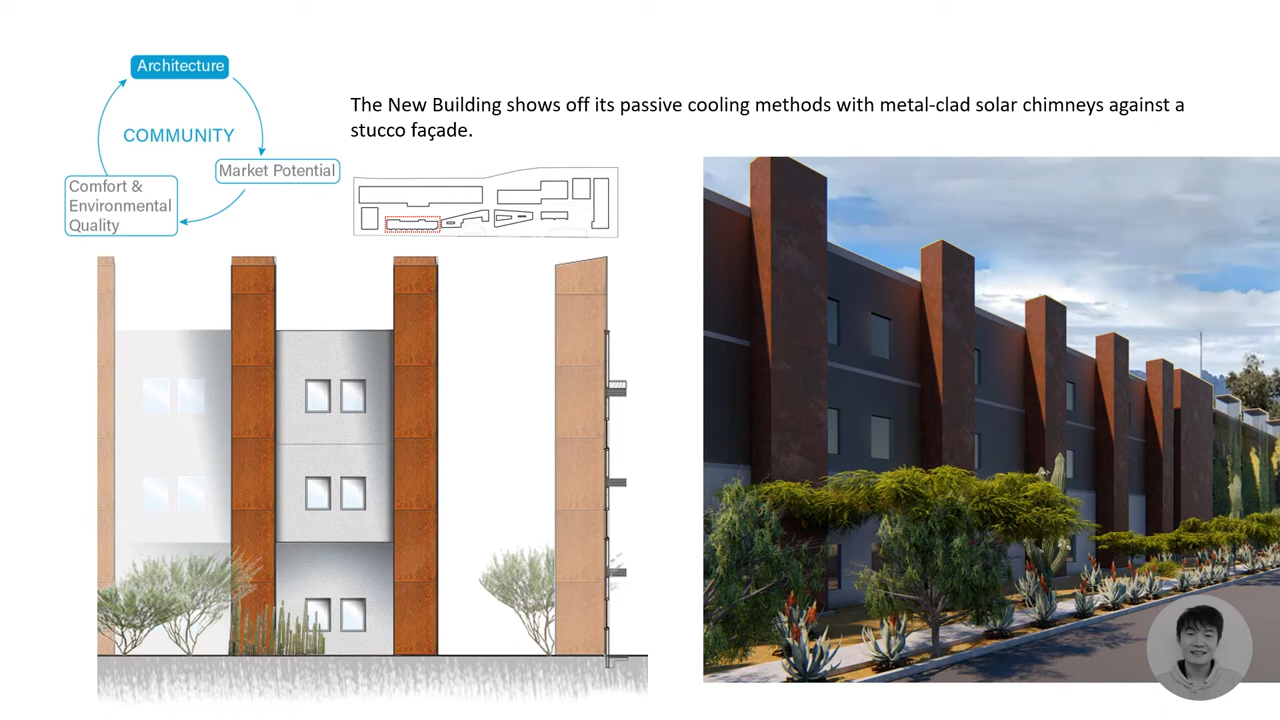 Architecture
COMMUNITY
Market Potential
Comfort &
Environmental
Quality
The New Building shows off its passive cooling methods with metal-clad solar chimneys against a
stucco façade.